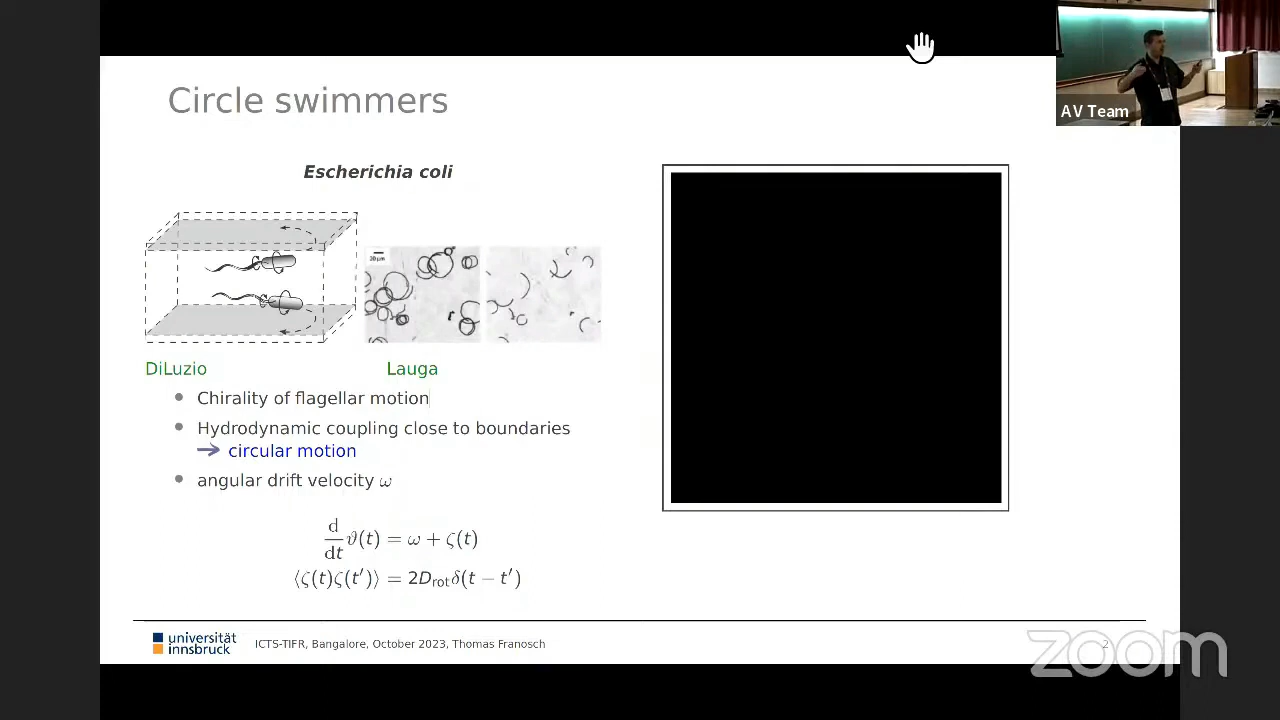 AV Team
Circle swimmers
Escherichia coli
DiLuzio
Lauga
Chirality of flagellar motion
Hydrodynamic coupling close to boundaries
→ circular motion
angular drift velocity ω
d/dt ϑ(t) = ω + ζ(t)
⟨ζ(t)ζ(t′)⟩ = 2D_rot δ(t − t′)
universität
innsbruck
ICTS-TIFR, Bangalore, October 2023, Thomas Franosch
2
zoom